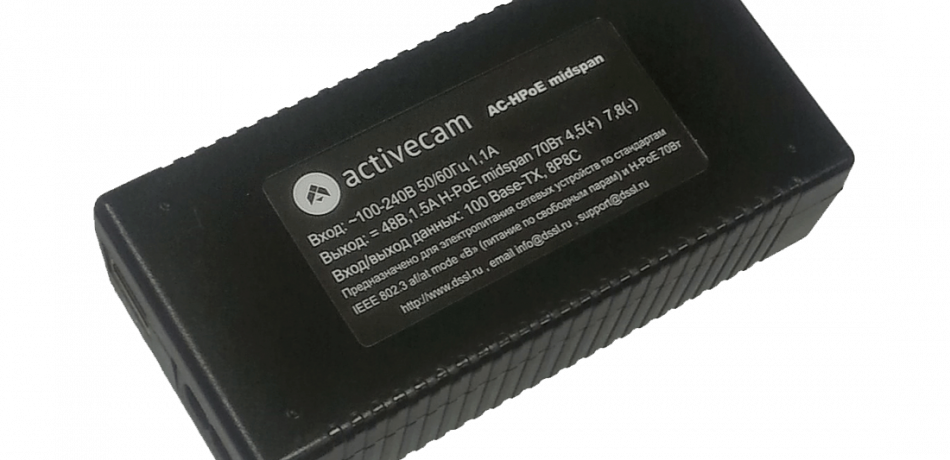 activecam AC-HPoE midspan
Вход: ~100-240В 50/60Гц 1,1А
Выход: = 48В,1.5А H-PoE midspan 70Вт 4,5(+) 7,8(-)
Вход/выход данных: 100 Base-TX, 8P8C
Предназначено для электропитания сетевых устройств по стандартам
IEEE 802.3 af/at mode «B» (питание по свободным парам) и H-PoE 70Вт
http://www.dssl.ru , email info@dssl.ru , support@dssl.ru